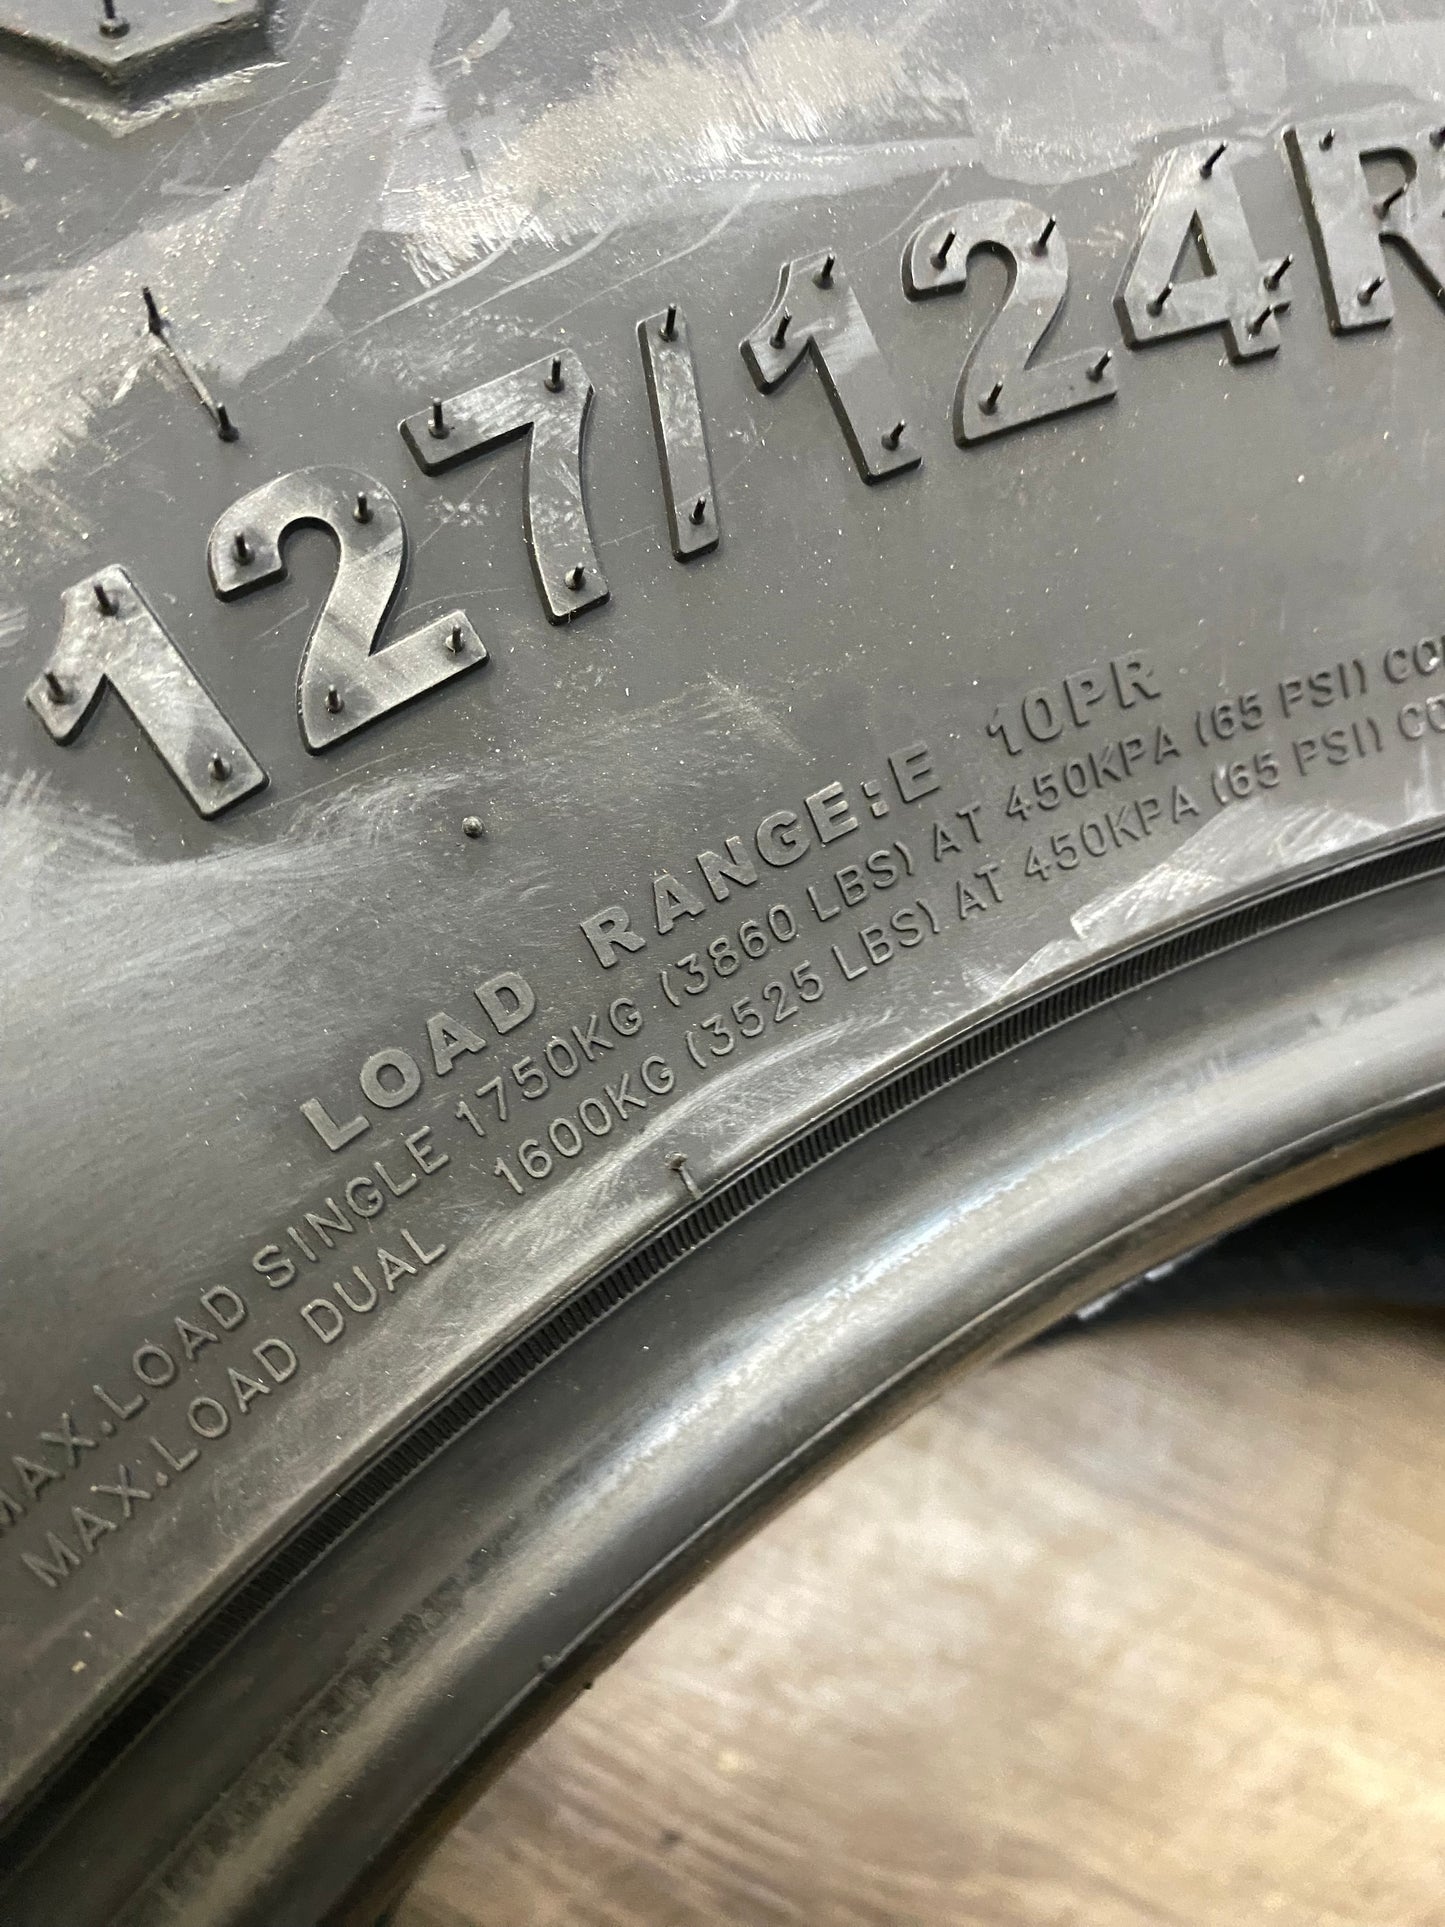 127/124R
LOAD RANGE:E 10PR
MAX.LOAD SINGLE 1750KG (3860 LBS) AT 450KPA (65 PSI)
MAX.LOAD DUAL 1600KG (3525 LBS) AT 450KPA (65 PSI)